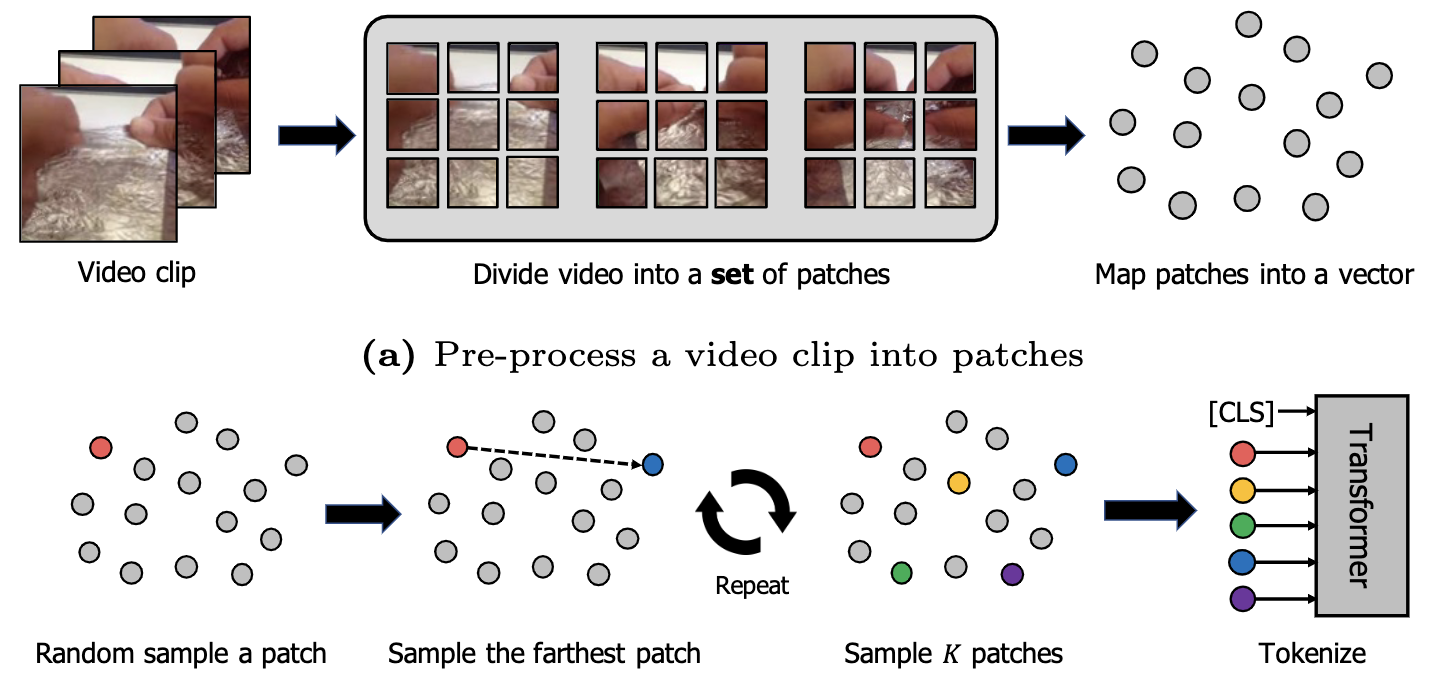 Video clip
Divide video into a set of patches
Map patches into a vector
(a) Pre-process a video clip into patches
[CLS]
Transformer
Repeat
Random sample a patch
Sample the farthest patch
Sample K patches
Tokenize